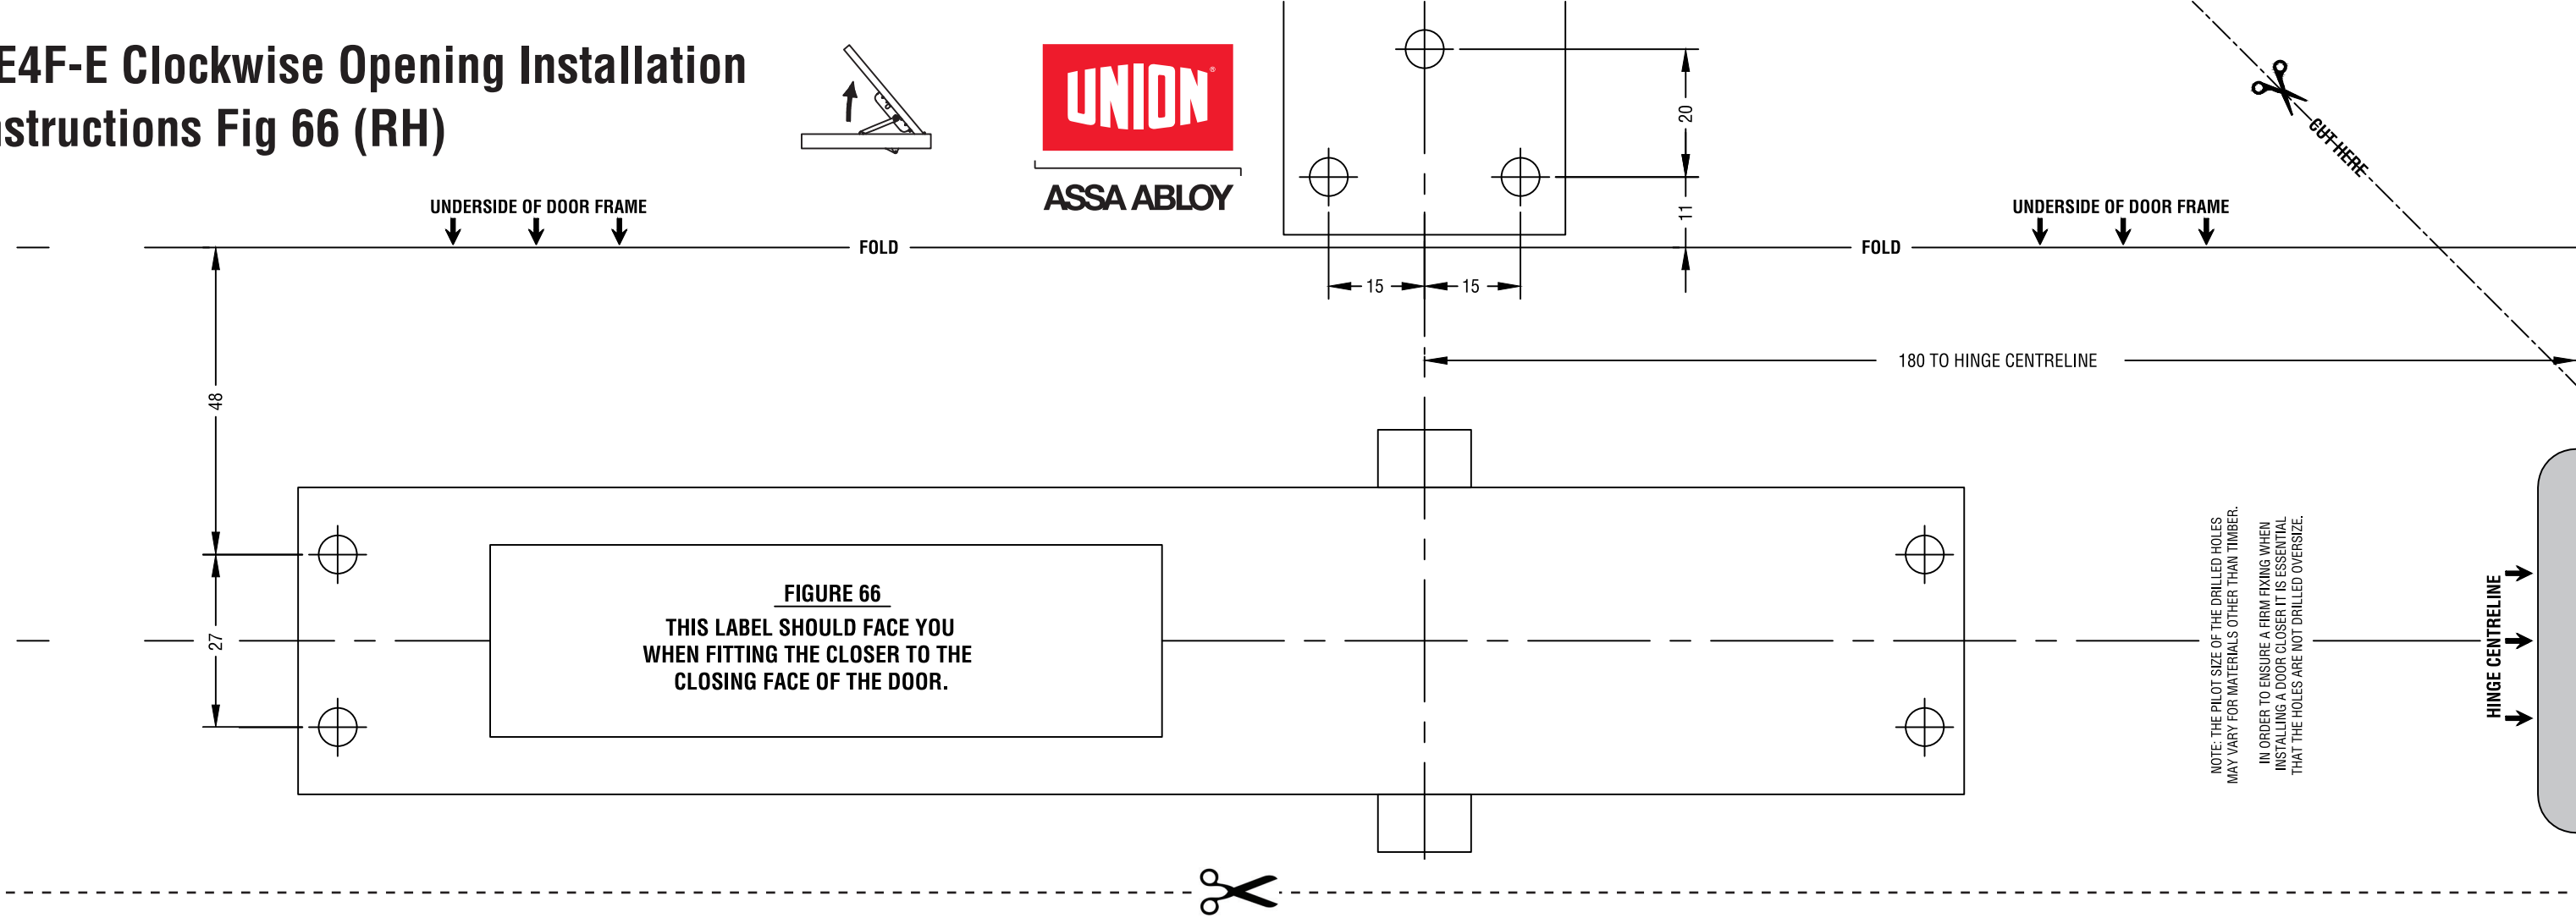 E4F-E Clockwise Opening Installation
nstructions Fig 66 (RH)
UNION®
ASSA ABLOY
20
11
CUT HERE
UNDERSIDE OF DOOR FRAME
UNDERSIDE OF DOOR FRAME
FOLD
FOLD
15
15
180 TO HINGE CENTRELINE
48
27
FIGURE 66
THIS LABEL SHOULD FACE YOU
WHEN FITTING THE CLOSER TO THE
CLOSING FACE OF THE DOOR.
NOTE: THE PILOT SIZE OF THE DRILLED HOLES
MAY VARY FOR MATERIALS OTHER THAN TIMBER.
IN ORDER TO ENSURE A FIRM FIXING WHEN
INSTALLING A DOOR CLOSER IT IS ESSENTIAL
THAT THE HOLES ARE NOT DRILLED OVERSIZE.
HINGE CENTRELINE